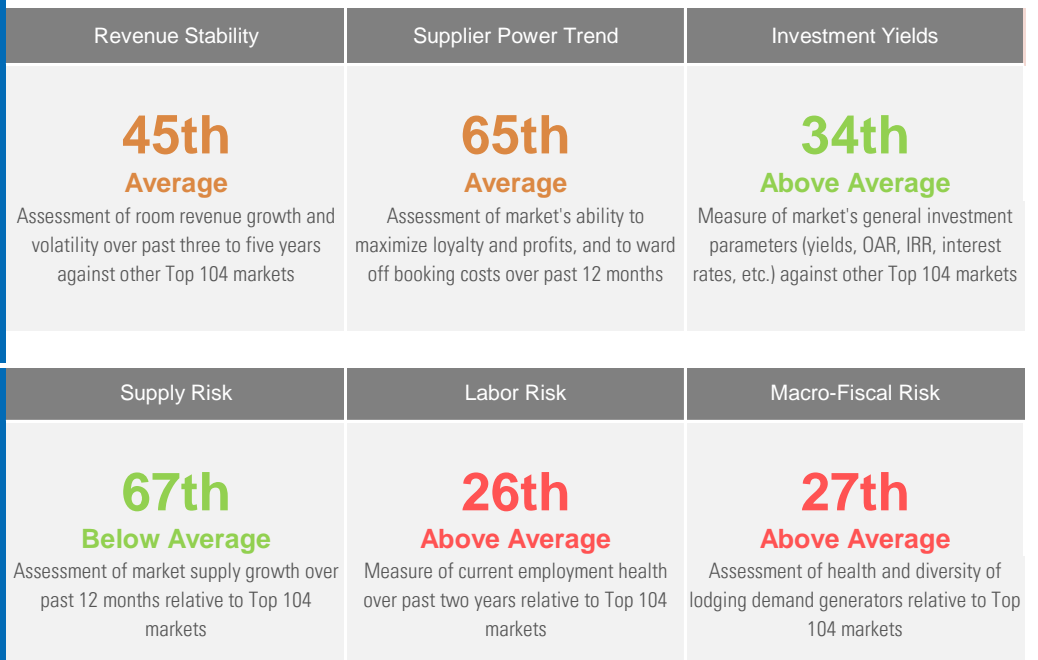 Revenue Stability
Supplier Power Trend
Investment Yields
45th
Average
Assessment of room revenue growth and
volatility over past three to five years
against other Top 104 markets
65th
Average
Assessment of market's ability to
maximize loyalty and profits, and to ward
off booking costs over past 12 months
34th
Above Average
Measure of market's general investment
parameters (yields, OAR, IRR, interest
rates, etc.) against other Top 104 markets
Supply Risk
Labor Risk
Macro-Fiscal Risk
67th
Below Average
Assessment of market supply growth over
past 12 months relative to Top 104
markets
26th
Above Average
Measure of current employment health
over past two years relative to Top 104
markets
27th
Above Average
Assessment of health and diversity of
lodging demand generators relative to Top
104 markets